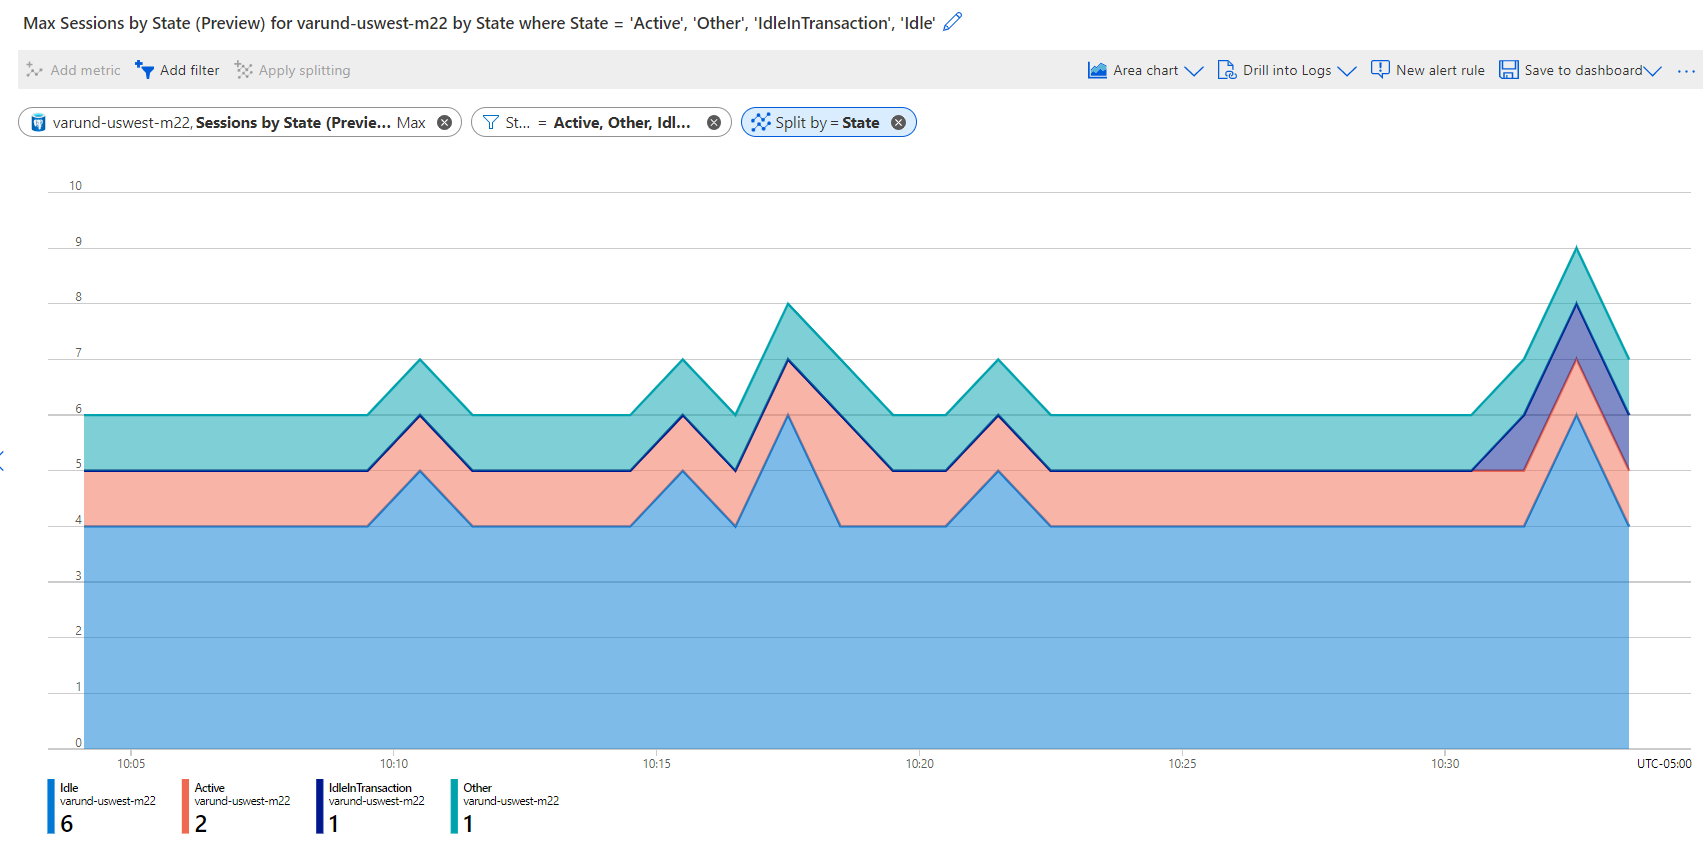 Max Sessions by State (Preview) for varund-uswest-m22 by State where State = 'Active', 'Other', 'IdleInTransaction', 'Idle'
Add metric Add filter Apply splitting Area chart Drill into Logs New alert rule Save to dashboard ...
varund-uswest-m22, Sessions by State (Previe... Max St... = Active, Other, Idl... Split by = State
10
9
8
7
6
5
4
3
2
1
0
10:05 10:10 10:15 10:20 10:25 10:30 UTC-05:00
Idle Active IdleInTransaction Other
varund-uswest-m22 varund-uswest-m22 varund-uswest-m22 varund-uswest-m22
6 2 1 1